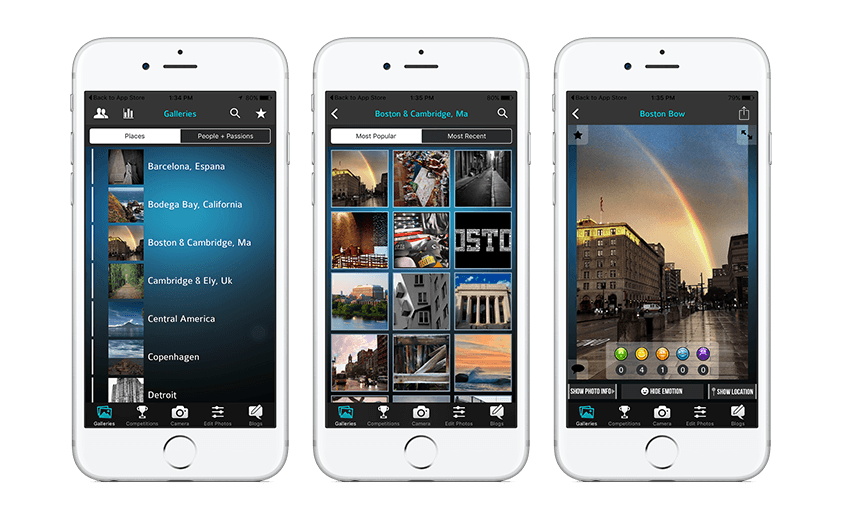 Back to App Store 1:34 PM 80%
Galleries
Places People + Passions
Barcelona, Espana
Bodega Bay, California
Boston & Cambridge, Ma
Cambridge & Ely, Uk
Central America
Copenhagen
Detroit
Galleries Competitions Camera Edit Photos Blogs
Back to App Store 1:35 PM 80%
Boston & Cambridge, Ma
Most Popular Most Recent
OSTO
Galleries Competitions Camera Edit Photos Blogs
Back to App Store 1:35 PM 79%
Boston Bow
0 4 1 0 0
SHOW PHOTO INFO HIDE EMOTION SHOW LOCATION
Galleries Competitions Camera Edit Photos Blogs